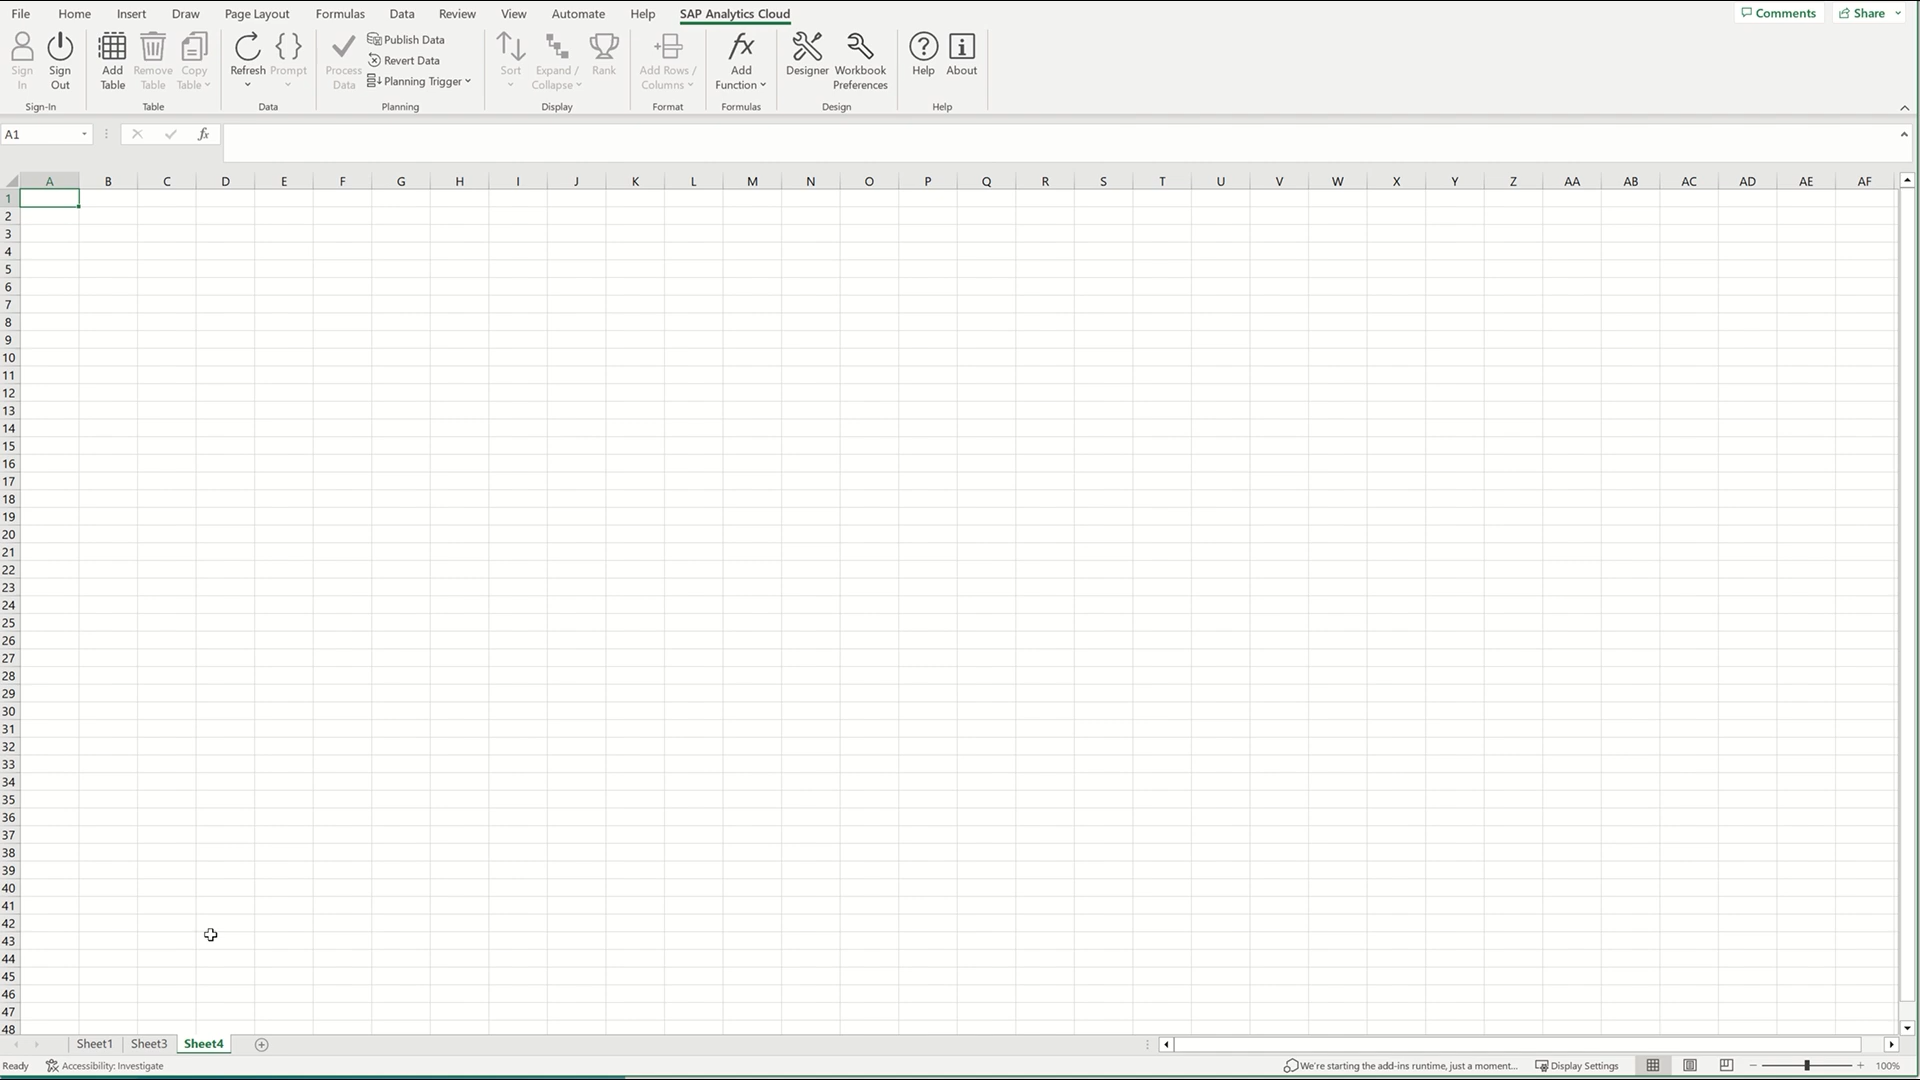 File Home Insert Draw Page Layout Formulas Data Review View Automate Help SAP Analytics Cloud Comments Share
Sign In
Sign Out
Sign-In
Add Table
Remove Table
Copy Table
Table
Refresh
Prompt
Data
Process Data
Publish Data
Revert Data
Planning Trigger
Planning
Sort
Expand / Collapse
Rank
Display
Add Rows / Columns
Format
fx
Add Function
Formulas
Designer
Workbook Preferences
Design
Help
About
Help
A1 fx
A B C D E F G H I J K L M N O P Q R S T U V W X Y Z AA AB AC AD AE AF
1
2
3
4
5
6
7
8
9
10
11
12
13
14
15
16
17
18
19
20
21
22
23
24
25
26
27
28
29
30
31
32
33
34
35
36
37
38
39
40
41
42
43
44
45
46
47
48
Sheet1 Sheet3 Sheet4
Ready Accessibility: Investigate We're starting the add-ins runtime, just a moment... Display Settings 100%